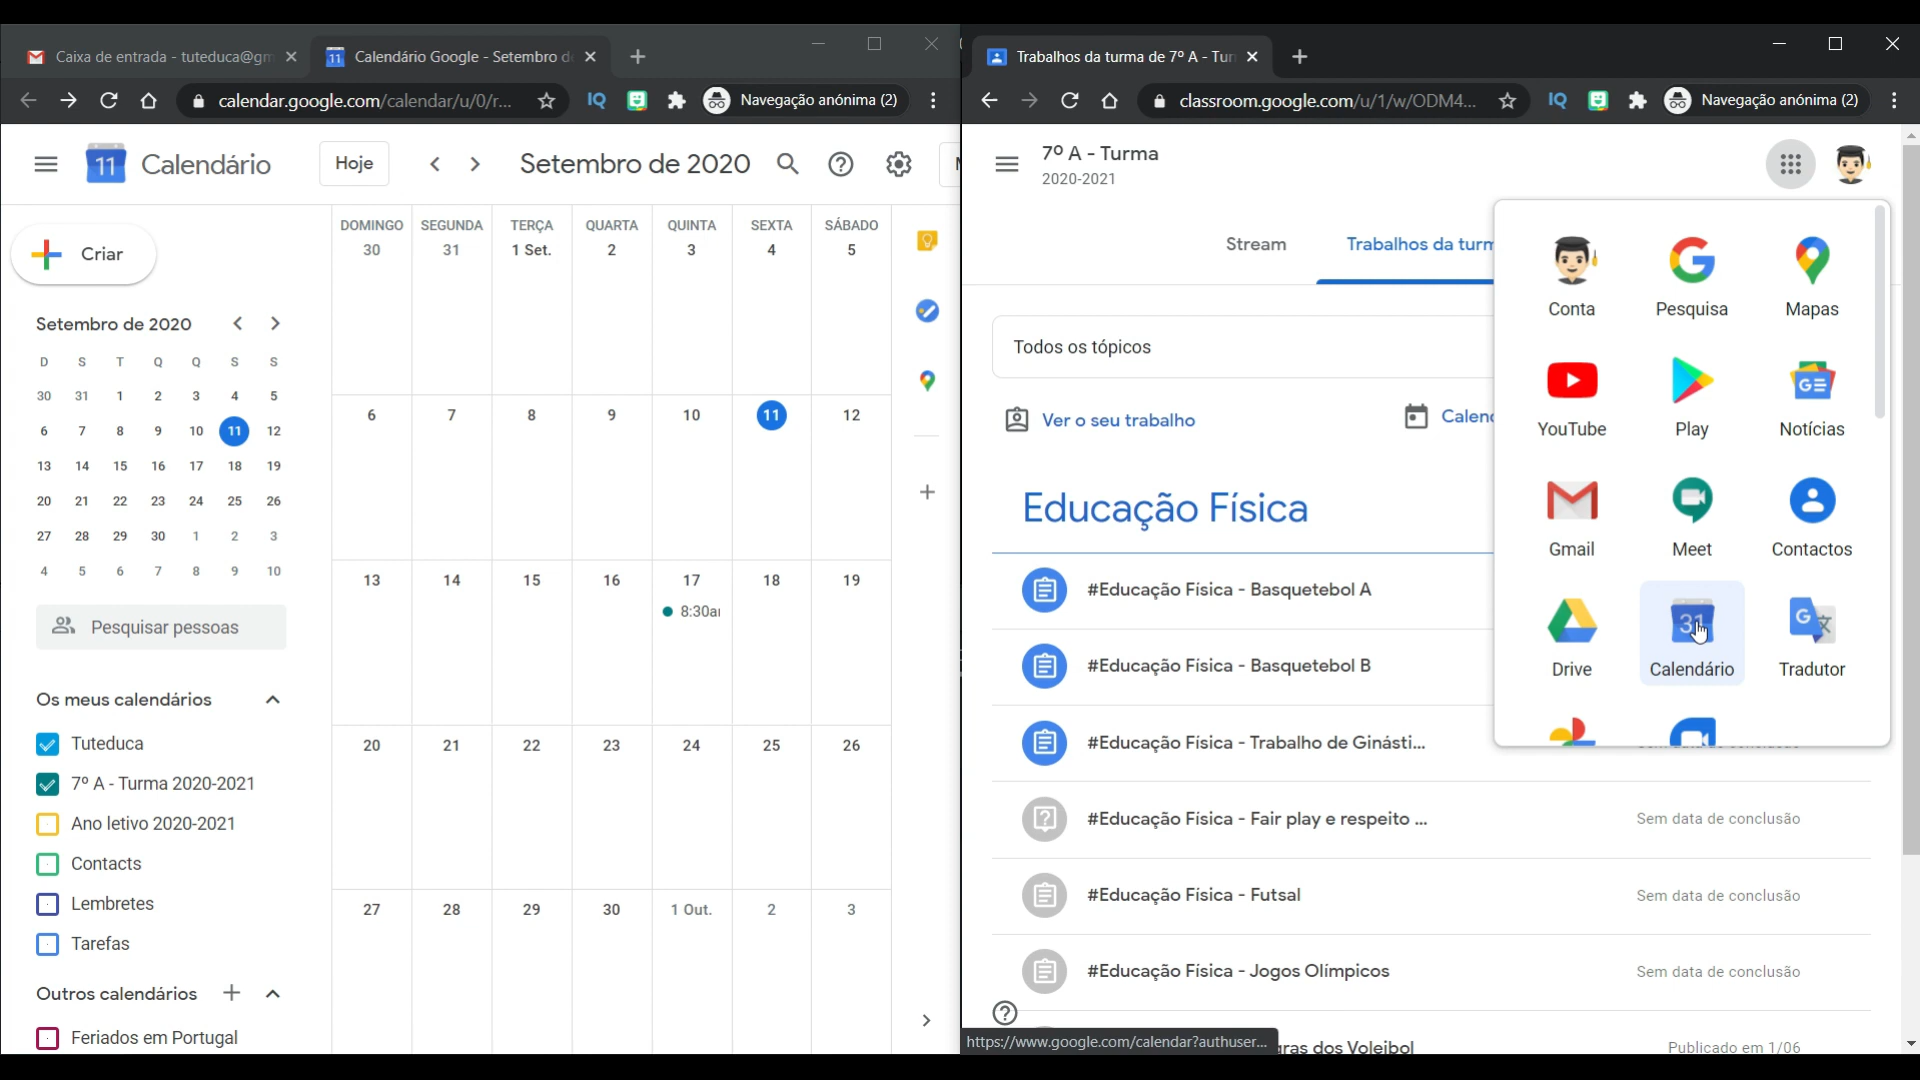 Caixa de entrada - tuteduca@gm
Calendário Google - Setembro d
calendar.google.com/calendar/u/0/r...
IQ
Navegação anónima (2)
11 Calendário
Hoje
Setembro de 2020
Criar
Setembro de 2020
D S T Q Q S S
30 31 1 2 3 4 5
6 7 8 9 10 11 12
13 14 15 16 17 18 19
20 21 22 23 24 25 26
27 28 29 30 1 2 3
4 5 6 7 8 9 10
Pesquisar pessoas
Os meus calendários
Tuteduca
7º A - Turma 2020-2021
Ano letivo 2020-2021
Contacts
Lembretes
Tarefas
Outros calendários
Feriados em Portugal
DOMINGO SEGUNDA TERÇA QUARTA QUINTA SEXTA SÁBADO
30 31 1 Set. 2 3 4 5
6 7 8 9 10 11 12
13 14 15 16 17 18 19
8:30a
20 21 22 23 24 25 26
27 28 29 30 1 Out. 2 3
Trabalhos da turma de 7º A - Tur
classroom.google.com/u/1/w/ODM4...
IQ
Navegação anónima (2)
7º A - Turma
2020-2021
Stream
Trabalhos da turm
Todos os tópicos
Ver o seu trabalho
Calen
Educação Física
#Educação Física - Basquetebol A
#Educação Física - Basquetebol B
#Educação Física - Trabalho de Ginásti...
#Educação Física - Fair play e respeito ...
Sem data de conclusão
#Educação Física - Futsal
Sem data de conclusão
#Educação Física - Jogos Olímpicos
Sem data de conclusão
gras dos Voleibol
Publicado em 1/06
https://www.google.com/calendar?authuser...
Conta
Pesquisa
Mapas
YouTube
Play
Notícias
Gmail
Meet
Contactos
Drive
31
Calendário
Tradutor